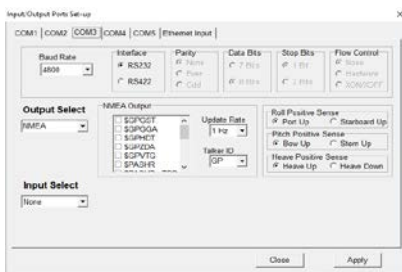 Input/Output Ports Set-up
COM1 COM2 COM3 COM4 COM5 Ethernet Input
Baud Rate
4800
Interface
RS232
RS422
Parity
None
Even
Odd
Data Bits
7 Bits
8 Bits
Stop Bits
1 Bit
2 Bits
Flow Control
None
Hardware
XON/XOFF
Output Select
NMEA
NMEA Output
$GPGST
$GPGGA
$GPHDT
$GPZDA
$GPVTG
$PASHR
Update Rate
1 Hz
Talker ID
GP
Roll Positive Sense
Port Up Starboard Up
Pitch Positive Sense
Bow Up Stern Up
Heave Positive Sense
Heave Up Heave Down
Input Select
None
Close Apply